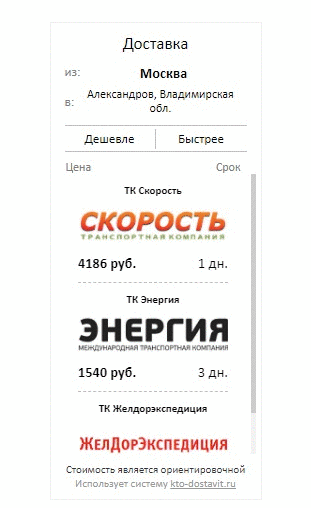 Доставка
из: Москва
в: Александров, Владимирская
обл.
Дешевле Быстрее
Цена Срок
ТК Скорость
СКОРОСТЬ
ТРАНСПОРТНАЯ КОМПАНИЯ
4186 руб. 1 дн.
ТК Энергия
ЭНЕРГИЯ
МЕЖДУНАРОДНАЯ ТРАНСПОРТНАЯ КОМПАНИЯ
1540 руб. 3 дн.
ТК Желдорэкспедиция
ЖЕЛДОРЭКСПЕДИЦИЯ
Стоимость является ориентировочной
Использует систему kto-dostavit.ru